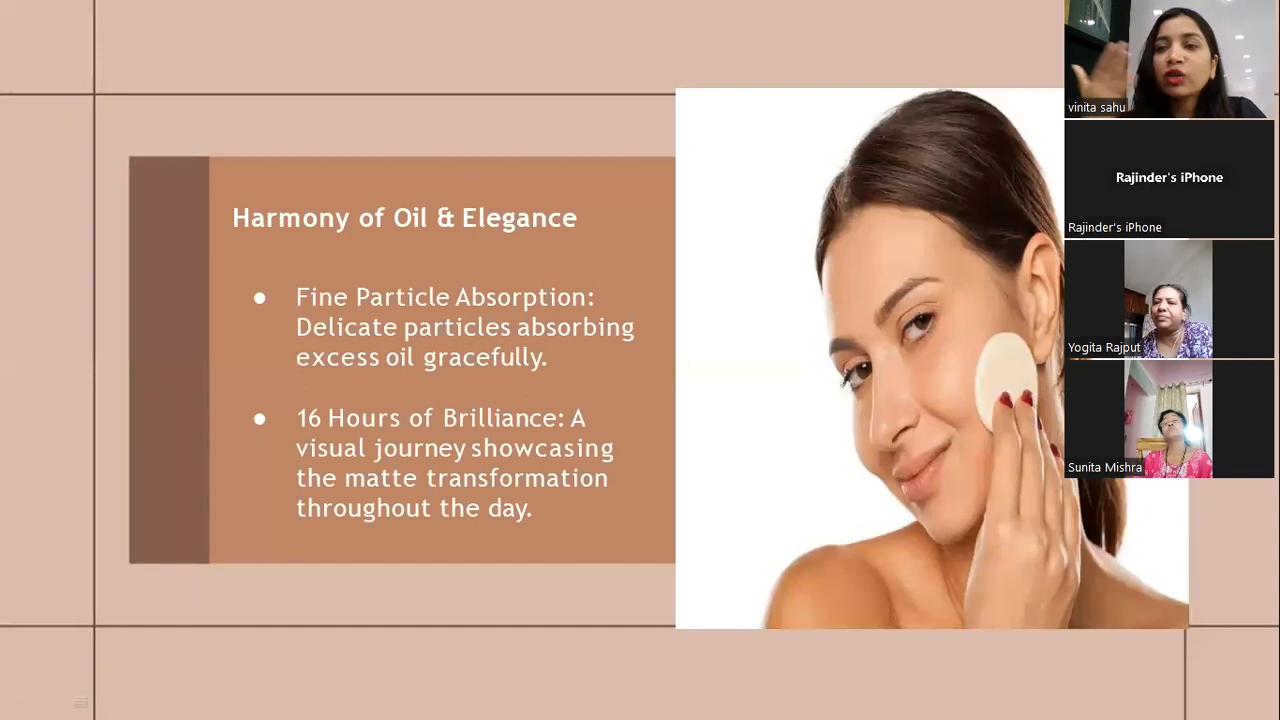 Harmony of Oil & Elegance
● Fine Particle Absorption:
Delicate particles absorbing
excess oil gracefully.
● 16 Hours of Brilliance: A
visual journey showcasing
the matte transformation
throughout the day.
vinita sahu
Rajinder's iPhone
Rajinder's iPhone
Yogita Rajput
Sunita Mishra